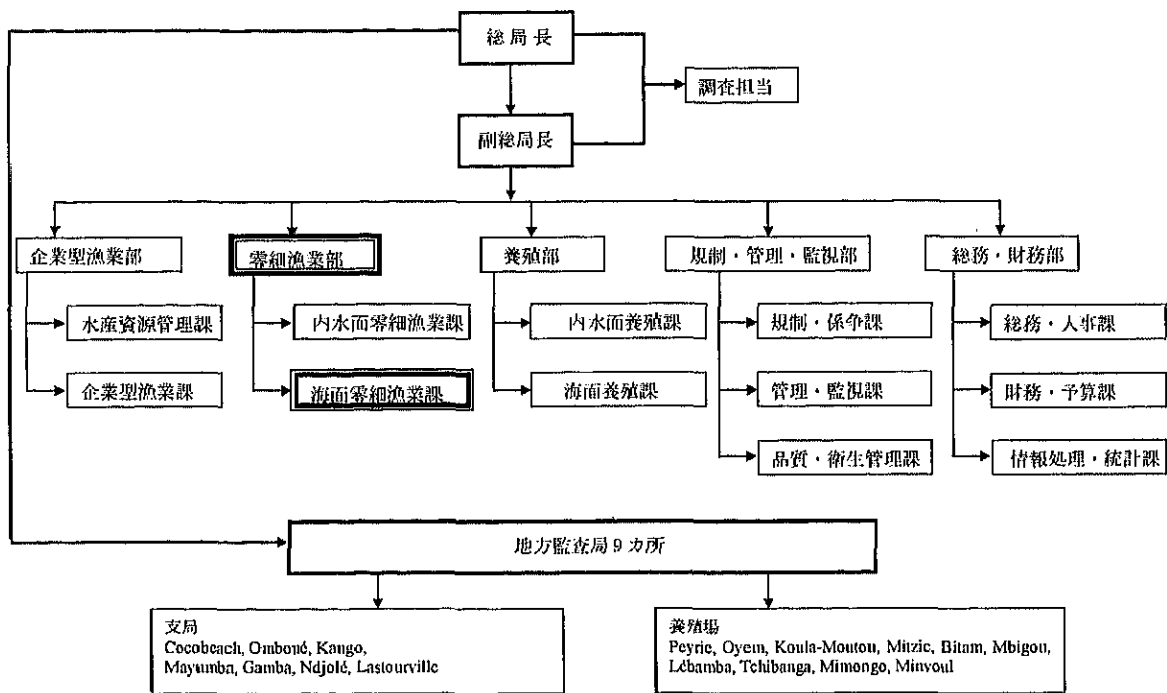 総局長
調査担当
副総局長
企業型漁業部
零細漁業部
養殖部
規制・管理・監視部
総務・財務部
水産資源管理課
内水面零細漁業課
内水面養殖課
規制・係争課
総務・人事課
企業型漁業課
海面零細漁業課
海面養殖課
管理・監視課
財務・予算課
品質・衛生管理課
情報処理・統計課
地方監査局9カ所
支局
Cocobeach, Omboué, Kango,
Mayumba, Gamba, Ndjolé, Lastourville
養殖場
Peyrie, Oyem, Koula-Moutou, Mitzic, Bitam, Mbigou,
Lébamba, Tchibanga, Mimongo, Minvoul